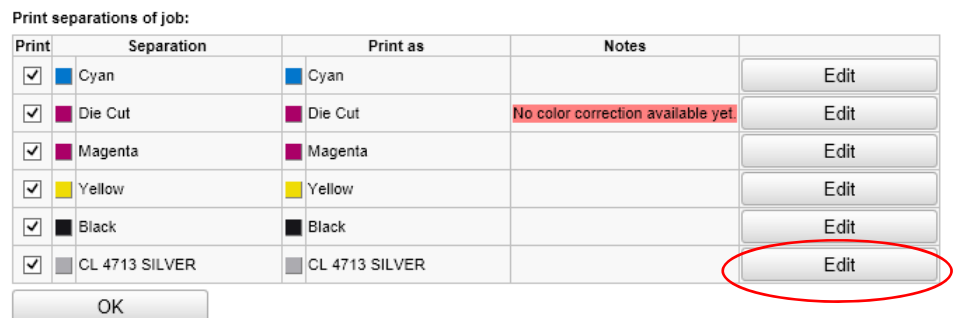 Print separations of job:
Print Separation Print as Notes
Cyan Cyan Edit
Die Cut Die Cut No color correction available yet. Edit
Magenta Magenta Edit
Yellow Yellow Edit
Black Black Edit
CL 4713 SILVER CL 4713 SILVER Edit
OK